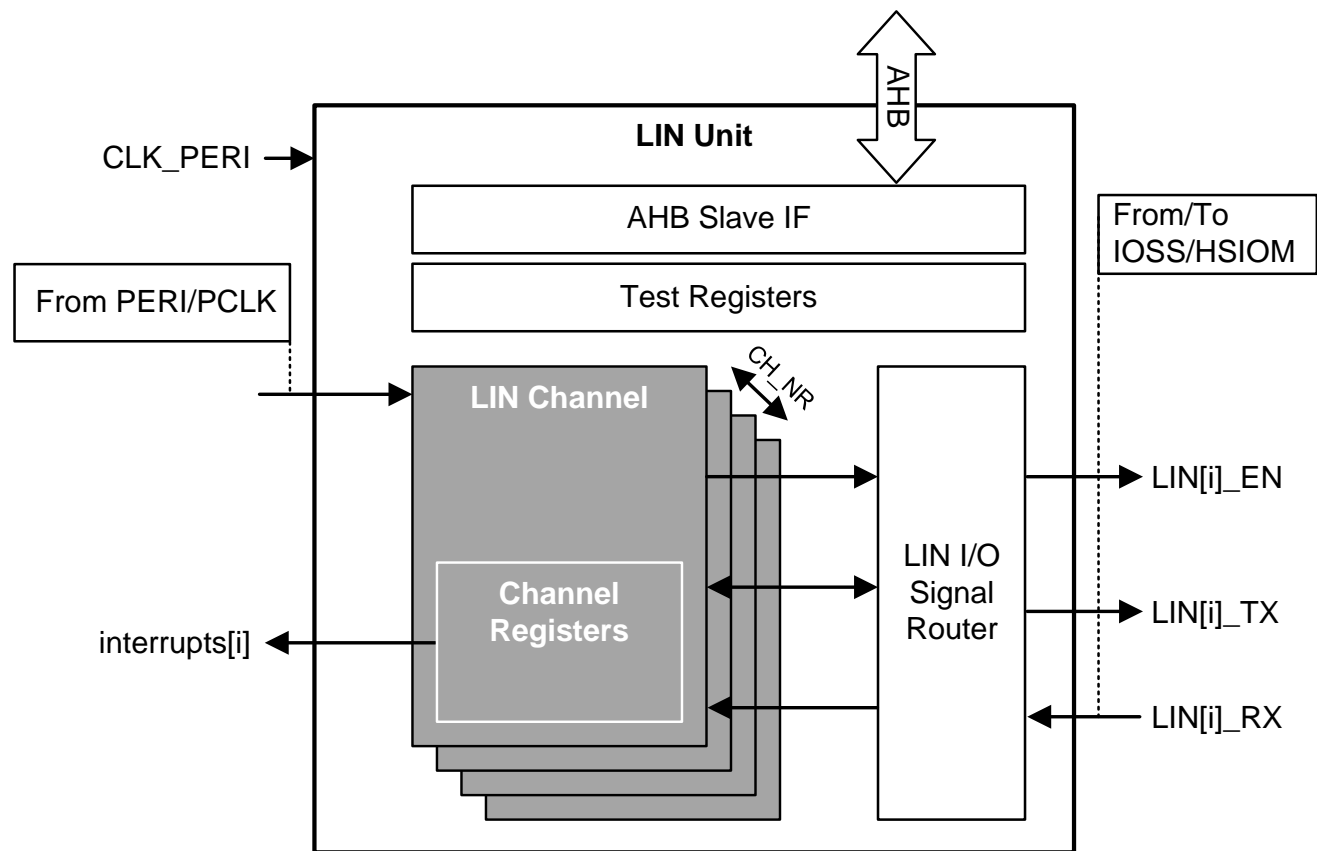 AHB
LIN Unit
CLK_PERI
AHB Slave IF
From/To
IOSS/HSIOM
Test Registers
From PERI/PCLK
CH_NR
LIN Channel
LIN[i]_EN
LIN I/O
Signal
Router
Channel
Registers
LIN[i]_TX
interrupts[i]
LIN[i]_RX